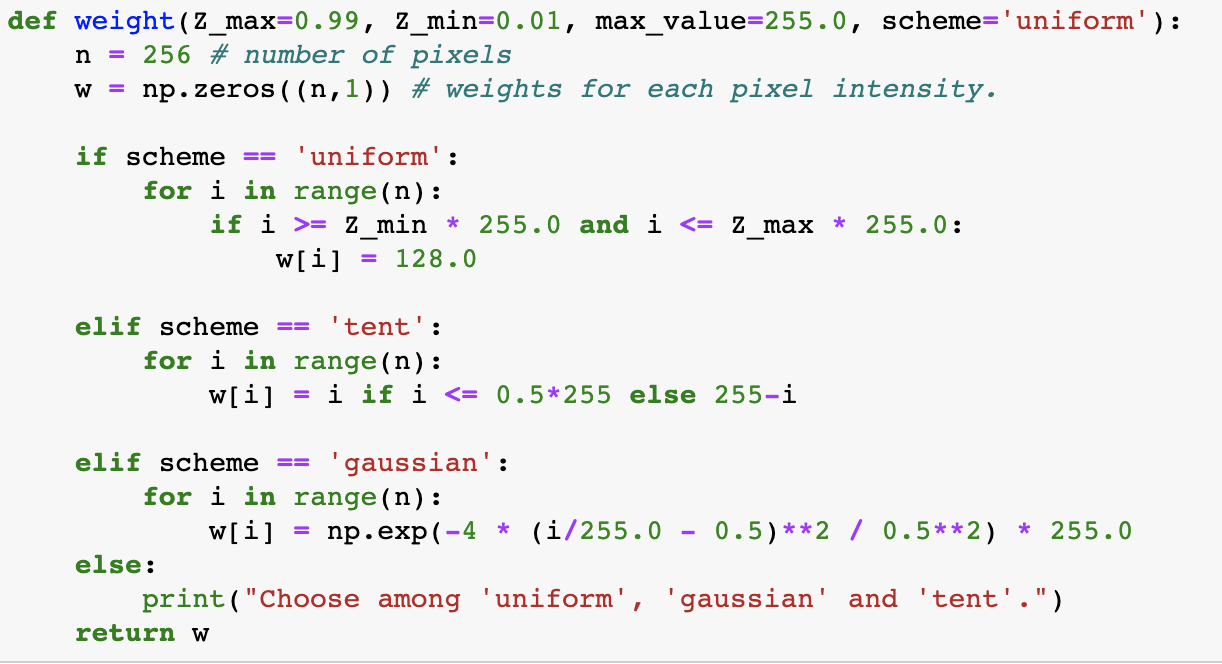 def weight(Z_max=0.99, Z_min=0.01, max_value=255.0, scheme='uniform'):
    n = 256 # number of pixels
    w = np.zeros((n,1)) # weights for each pixel intensity.

    if scheme == 'uniform':
        for i in range(n):
            if i >= Z_min * 255.0 and i <= Z_max * 255.0:
                w[i] = 128.0

    elif scheme == 'tent':
        for i in range(n):
            w[i] = i if i <= 0.5*255 else 255-i

    elif scheme == 'gaussian':
        for i in range(n):
            w[i] = np.exp(-4 * (i/255.0 - 0.5)**2 / 0.5**2) * 255.0
    else:
        print("Choose among 'uniform', 'gaussian' and 'tent'.")
    return w